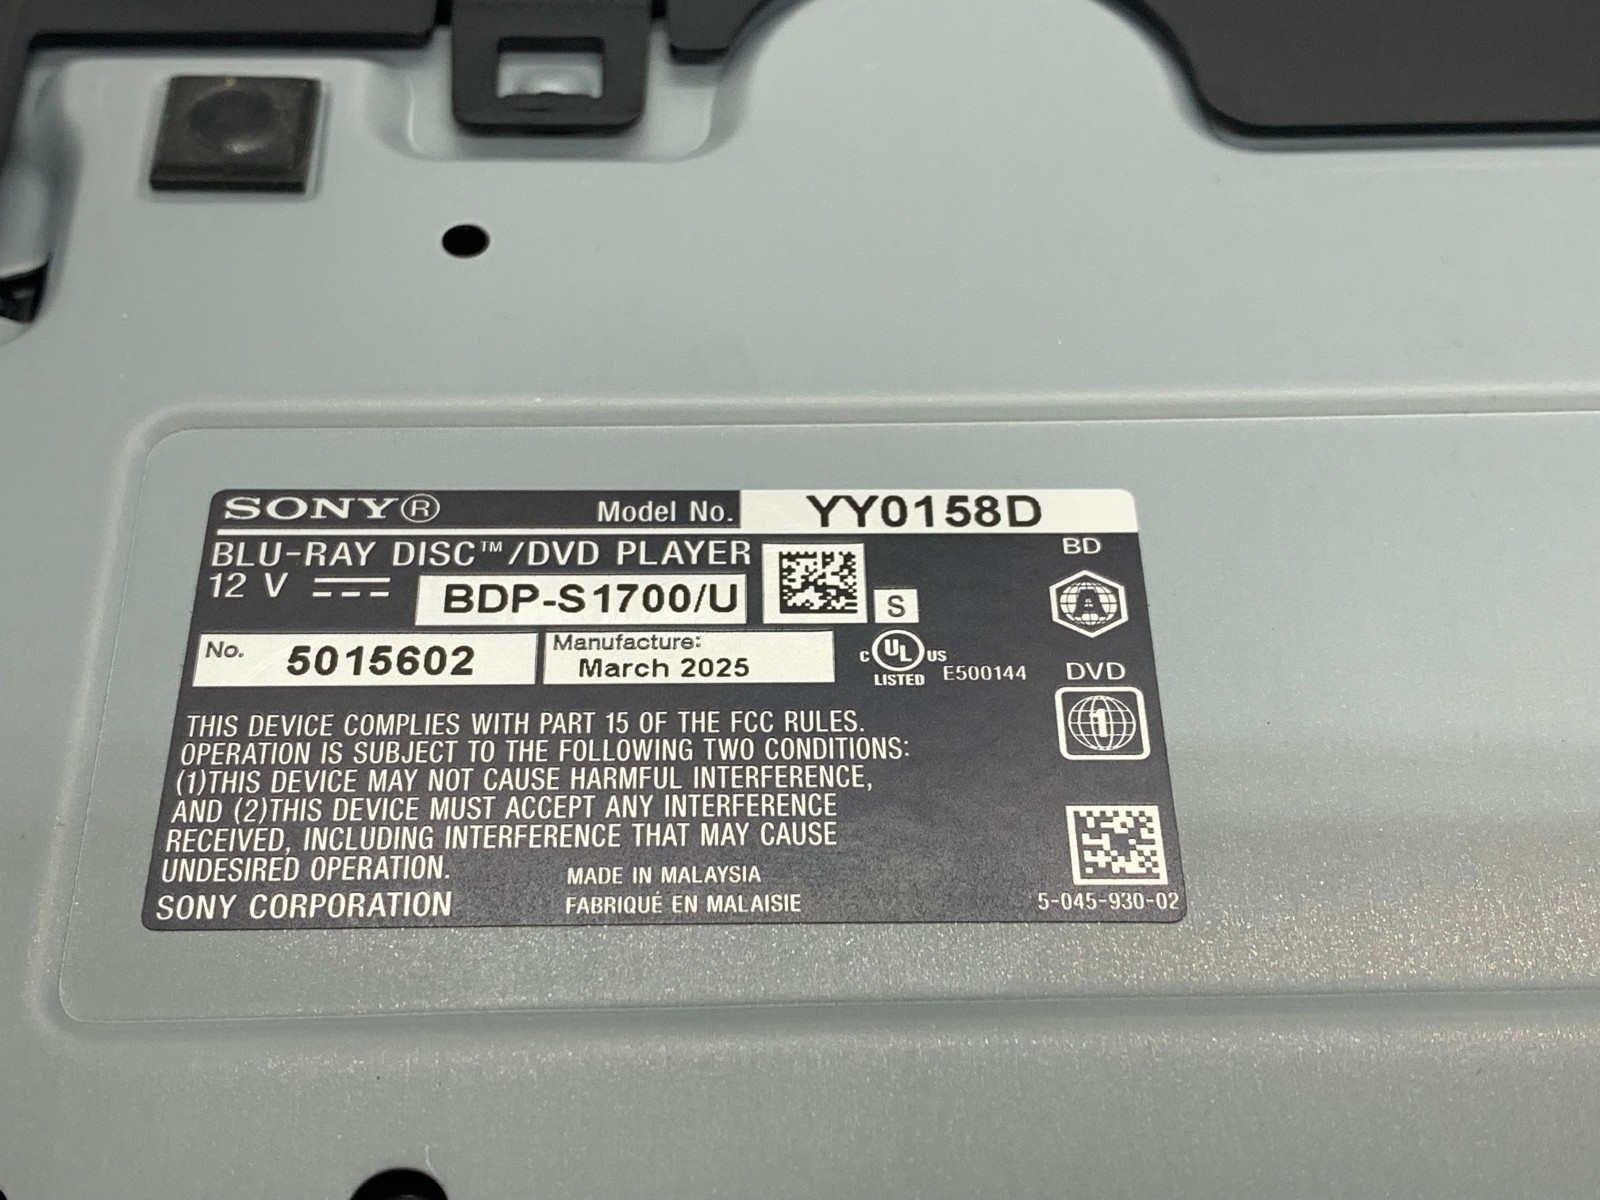 SONY® Model No. YY0158D
BLU-RAY DISC™/DVD PLAYER
BD
A
12 V BDP-S1700/U
S
No. 5015602
Manufacture:
March 2025
c UL US
LISTED E500144
DVD
1
THIS DEVICE COMPLIES WITH PART 15 OF THE FCC RULES.
OPERATION IS SUBJECT TO THE FOLLOWING TWO CONDITIONS:
(1)THIS DEVICE MAY NOT CAUSE HARMFUL INTERFERENCE,
AND (2)THIS DEVICE MUST ACCEPT ANY INTERFERENCE
RECEIVED, INCLUDING INTERFERENCE THAT MAY CAUSE
UNDESIRED OPERATION.
MADE IN MALAYSIA
SONY CORPORATION
FABRIQUÉ EN MALAISIE
5-045-930-02